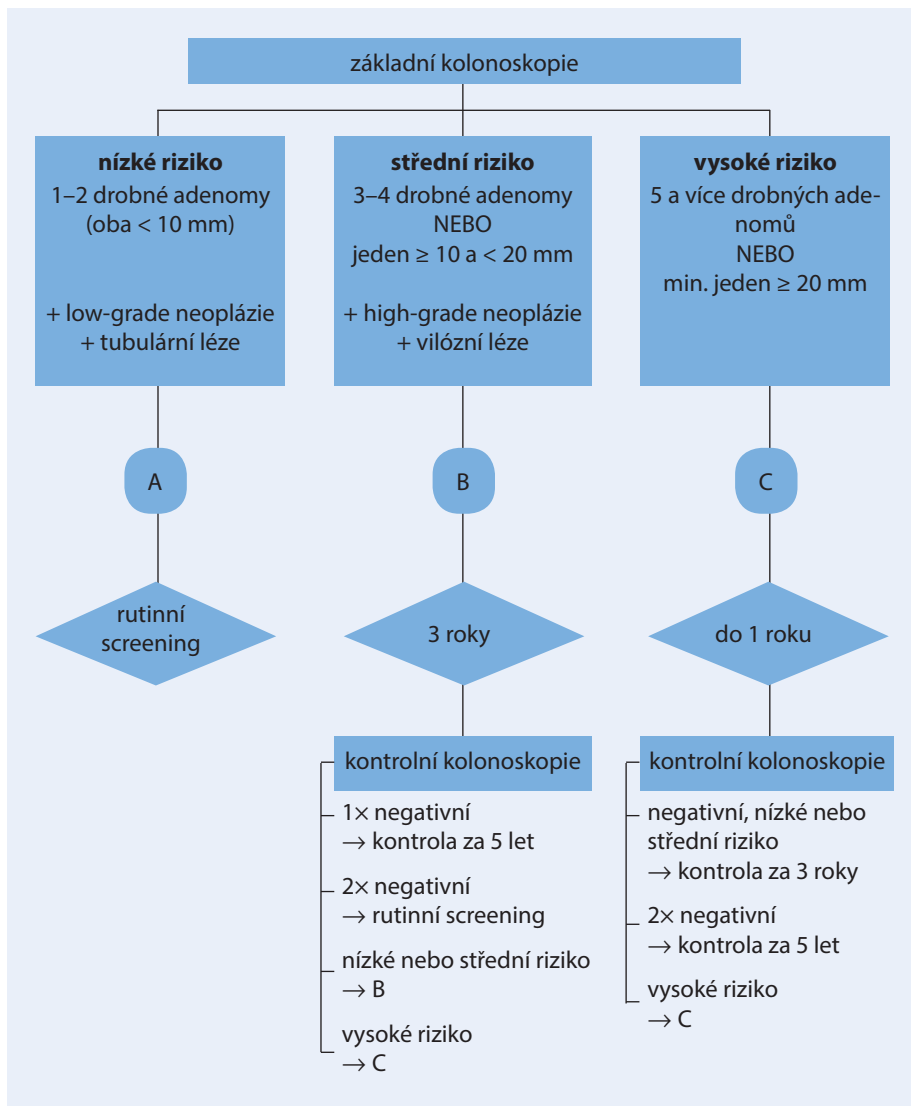 základní kolonoskopie
nízké riziko
1–2 drobné adenomy
(oba < 10 mm)
+ low-grade neoplázie
+ tubulární léze
střední riziko
3–4 drobné adenomy
NEBO
jeden ≥ 10 a < 20 mm
+ high-grade neoplázie
+ vilózní léze
vysoké riziko
5 a více drobných ade-
nomů
NEBO
min. jeden ≥ 20 mm
A
B
C
rutinní
screening
3 roky
do 1 roku
kontrolní kolonoskopie
1× negativní
→ kontrola za 5 let
2× negativní
→ rutinní screening
nízké nebo střední riziko
→ B
vysoké riziko
→ C
kontrolní kolonoskopie
negativní, nízké nebo
střední riziko
→ kontrola za 3 roky
2× negativní
→ kontrola za 5 let
vysoké riziko
→ C